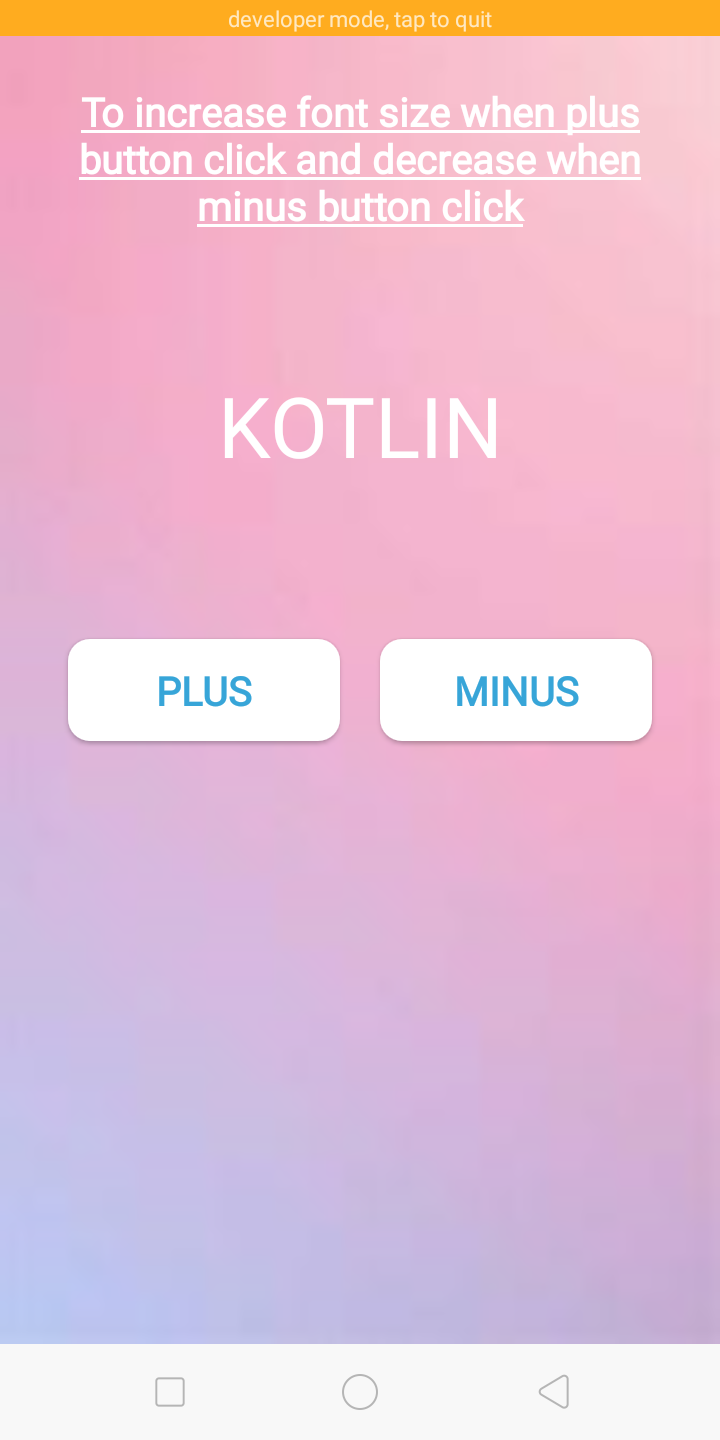 developer mode, tap to quit
To increase font size when plus
button click and decrease when
minus button click
KOTLIN
PLUS
MINUS